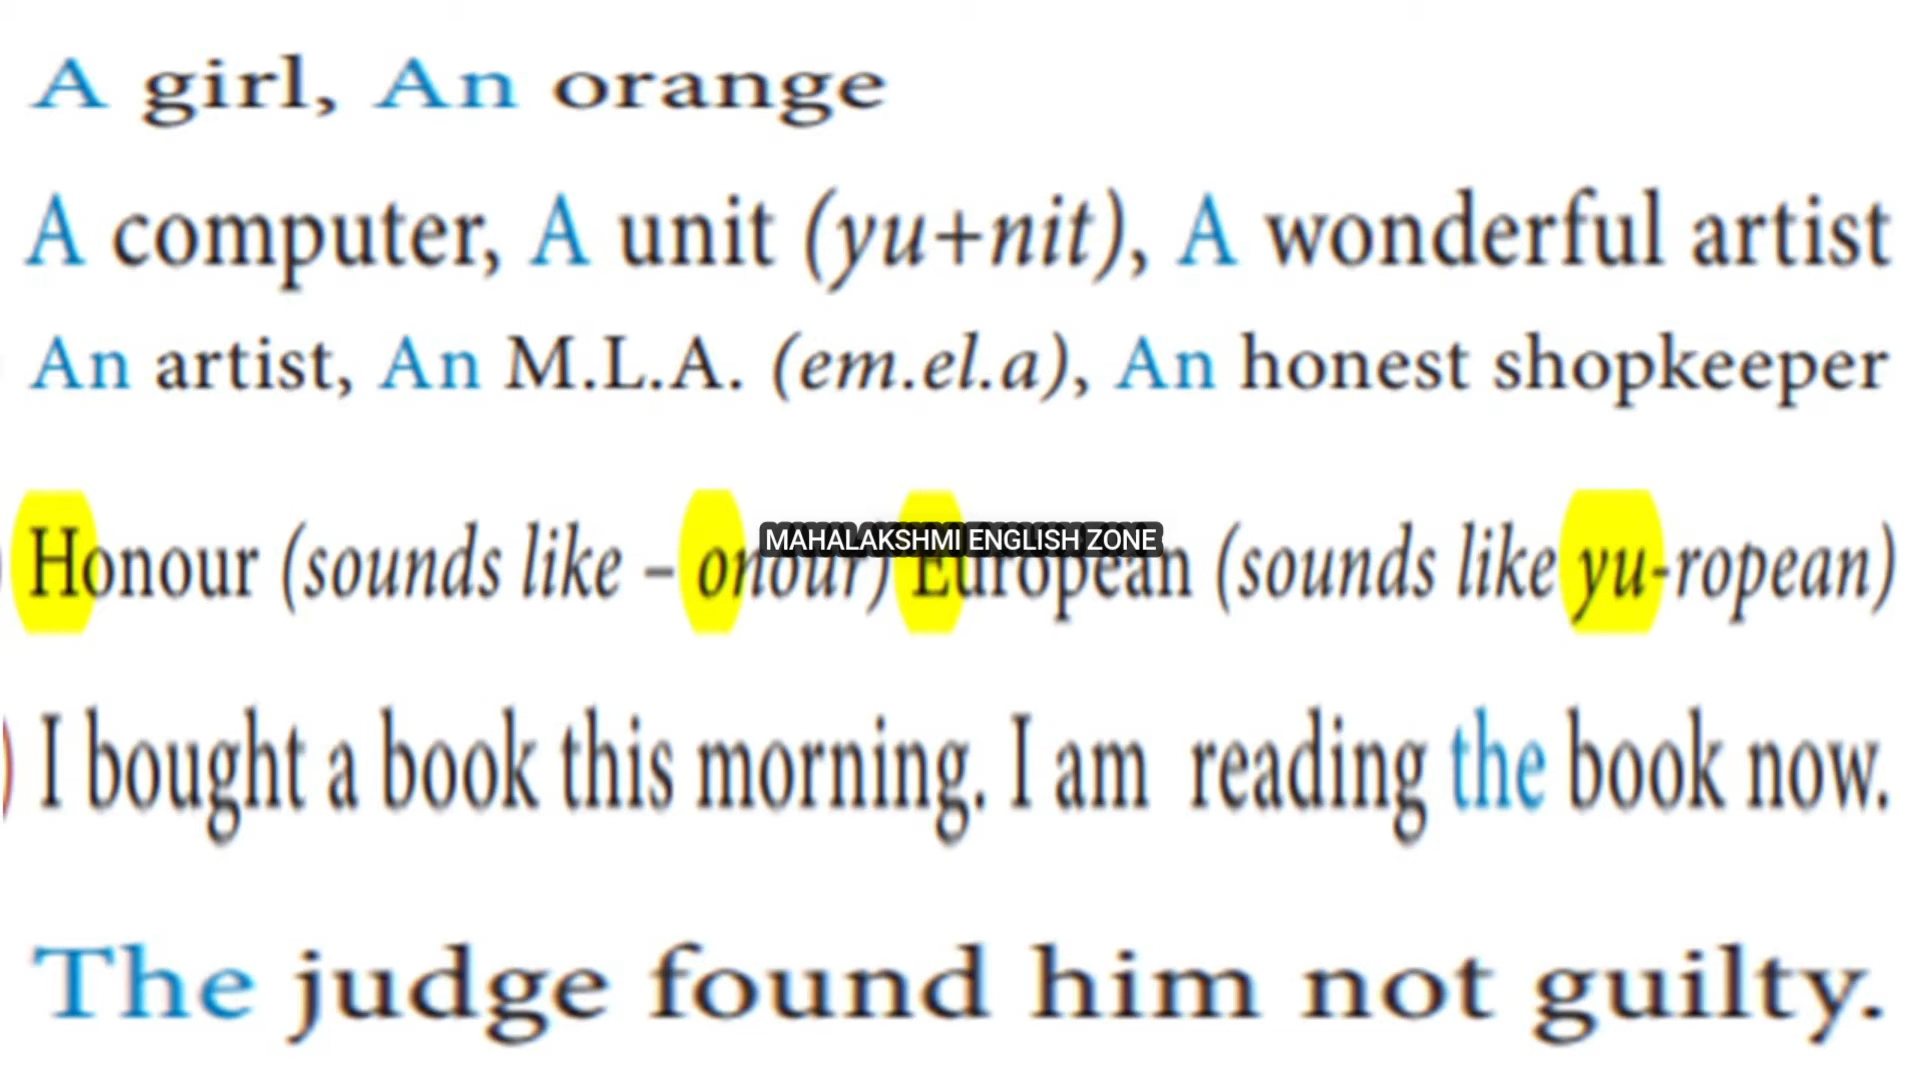 A girl, An orange
A computer, A unit (yu+nit), A wonderful artist
An artist, An M.L.A. (em.el.a), An honest shopkeeper
MAHALAKSHMI ENGLISH ZONE
Honour (sounds like – onour) European (sounds like yu-ropean)
I bought a book this morning. I am reading the book now.
The judge found him not guilty.